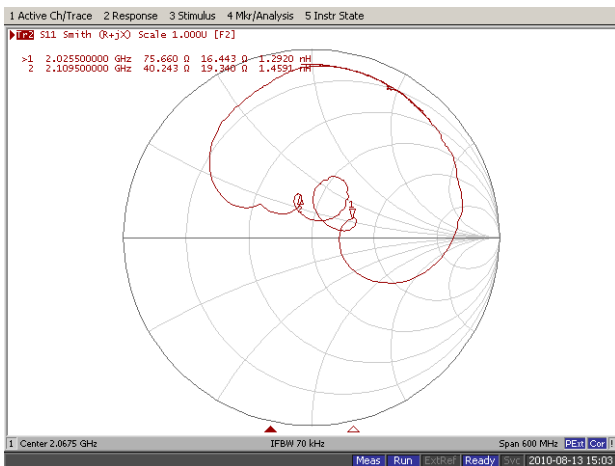 1 Active Ch/Trace 2 Response 3 Stimulus 4 Mkr/Analysis 5 Instr State
Tr2 S11 Smith (R+jX) Scale 1.000U [F2]
>1 2.025500000 GHz 75.660 Ω 16.443 Ω 1.2920 nH
2 2.109500000 GHz 40.243 Ω 19.340 Ω 1.4591 nH
1
1 Center 2.0675 GHz IFBW 70 kHz Span 600 MHz PExt Cor !
Meas Run ExtRef Ready Svc 2010-08-13 15:03